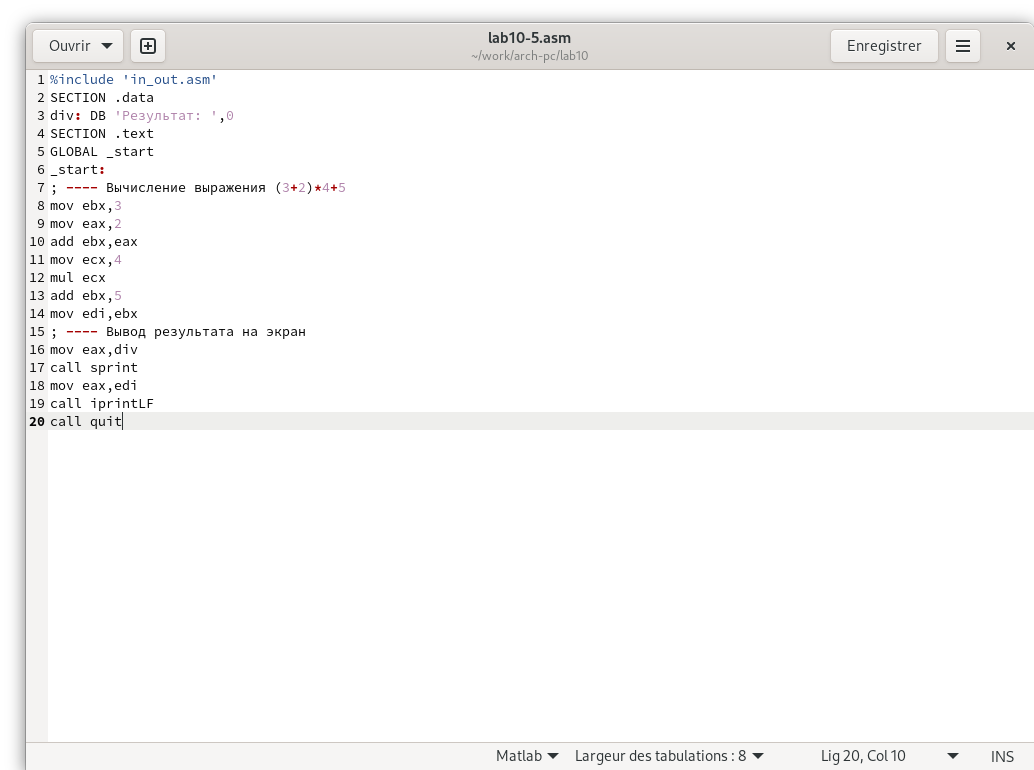 Ouvrir
lab10-5.asm
~/work/arch-pc/lab10
Enregistrer
1 %include 'in_out.asm'
2 SECTION .data
3 div: DB 'Результат: ',0
4 SECTION .text
5 GLOBAL _start
6 _start:
7 ; ---- Вычисление выражения (3+2)*4+5
8 mov ebx,3
9 mov eax,2
10 add ebx,eax
11 mov ecx,4
12 mul ecx
13 add ebx,5
14 mov edi,ebx
15 ; ---- Вывод результата на экран
16 mov eax,div
17 call sprint
18 mov eax,edi
19 call iprintLF
20 call quit
Matlab Largeur des tabulations : 8 Lig 20, Col 10 INS